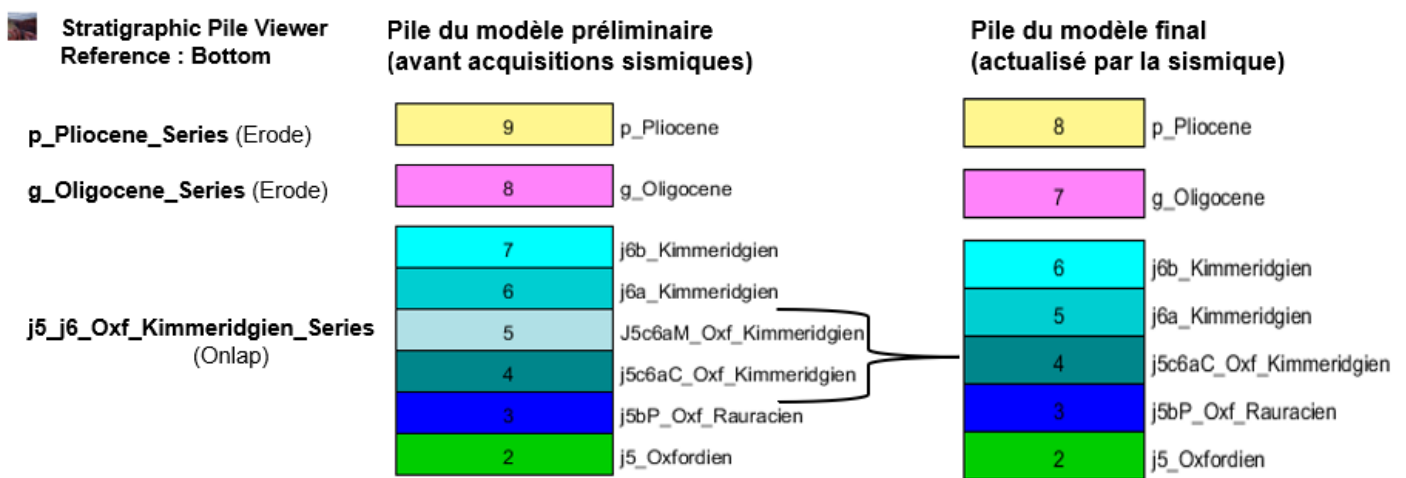 Stratigraphic Pile Viewer
Reference : Bottom
Pile du modèle préliminaire
(avant acquisitions sismiques)
Pile du modèle final
(actualisé par la sismique)
p_Pliocene_Series (Erode)
9 p_Pliocene
8 p_Pliocene
g_Oligocene_Series (Erode)
8 g_Oligocene
7 g_Oligocene
j5_j6_Oxf_Kimmeridgien_Series
(Onlap)
7 j6b_Kimmeridgien
6 j6a_Kimmeridgien
5 J5c6aM_Oxf_Kimmeridgien
4 j5c6aC_Oxf_Kimmeridgien
3 j5bP_Oxf_Rauracien
2 j5_Oxfordien
6 j6b_Kimmeridgien
5 j6a_Kimmeridgien
4 j5c6aC_Oxf_Kimmeridgien
3 j5bP_Oxf_Rauracien
2 j5_Oxfordien